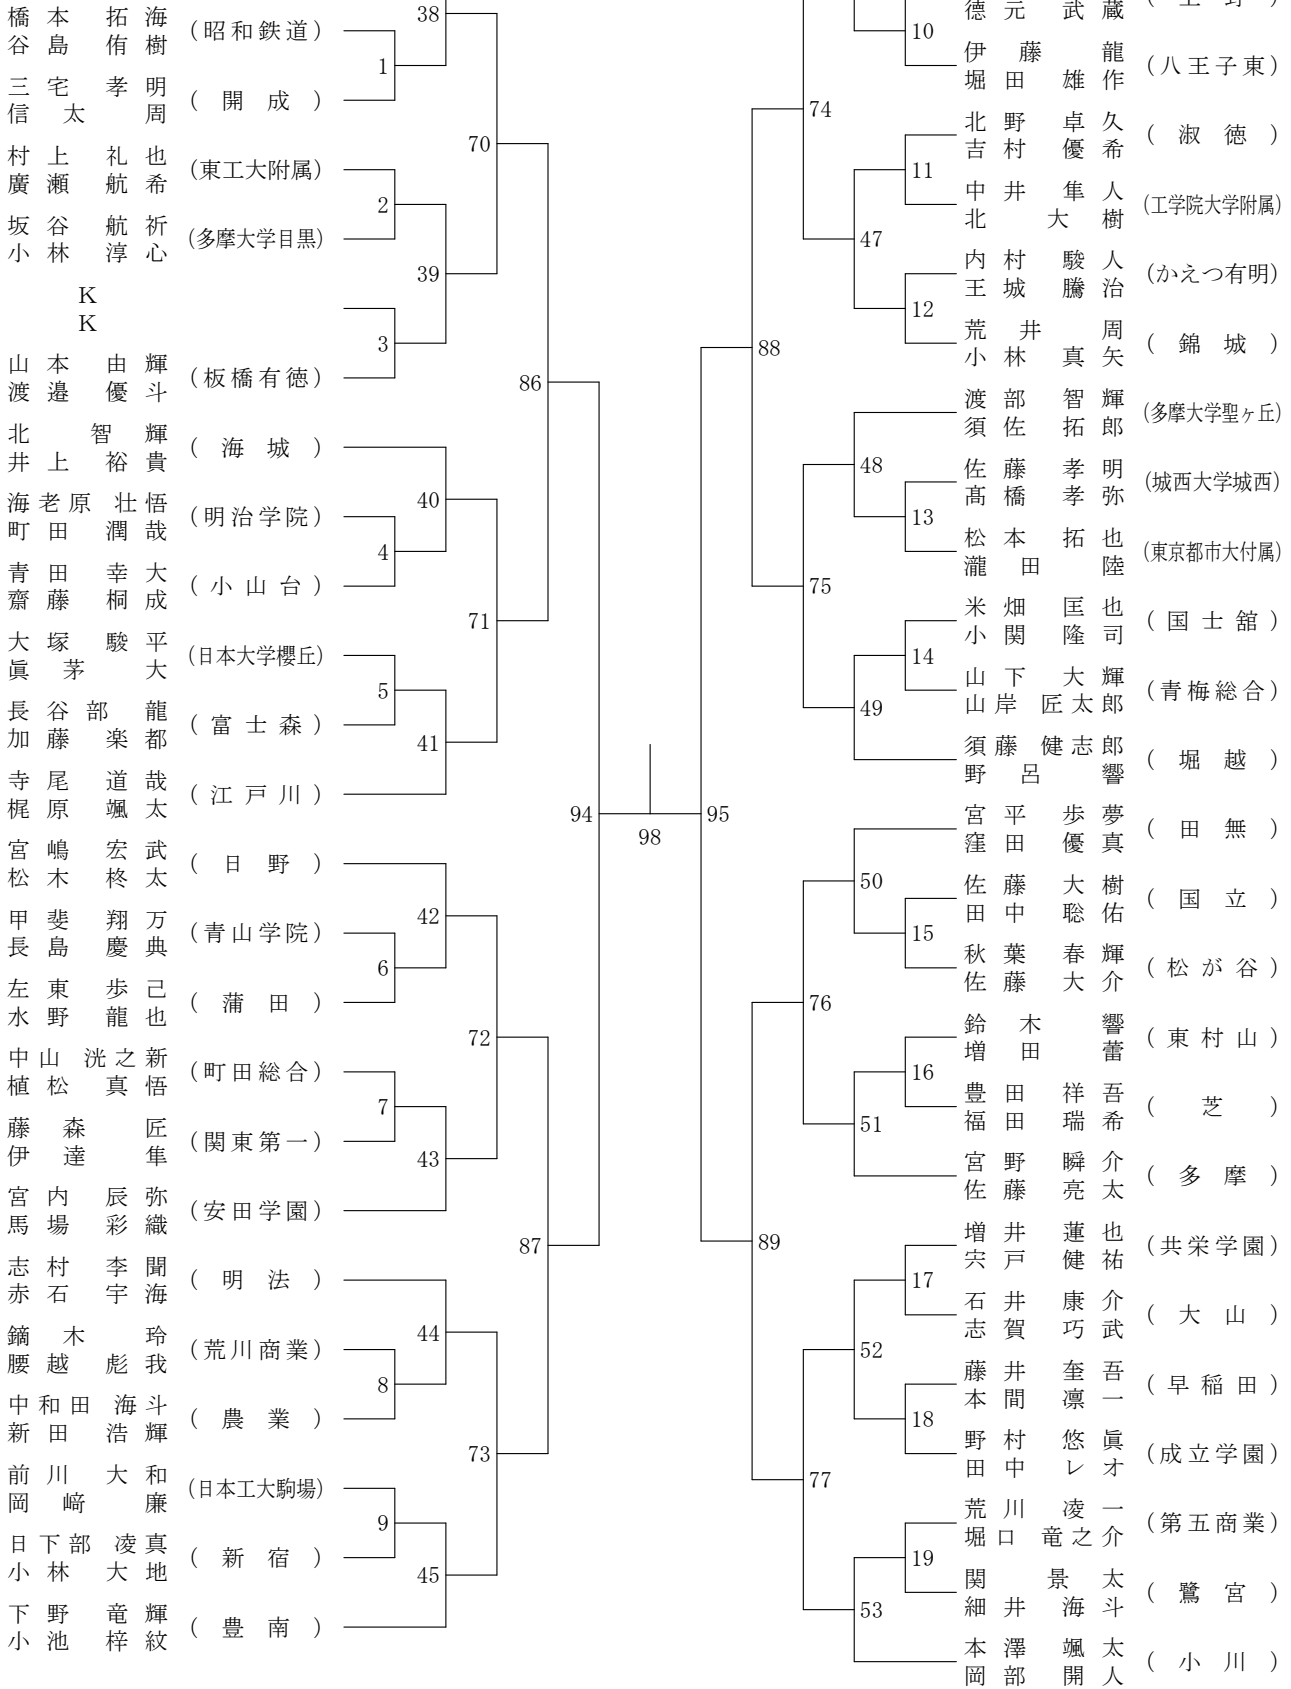 橋本拓海
谷島侑樹
(昭和鉄道)
三宅孝明
信太周
(開成)
村上礼也
廣瀬航希
(東工大附属)
坂谷航祈
小林淳心
(多摩大学目黒)
K
K
山本由輝
渡邉優斗
(板橋有徳)
北智輝
井上裕貴
(海城)
海老原壮悟
町田潤哉
(明治学院)
青田幸大
齋藤桐成
(小山台)
大塚駿平
眞茅大
(日本大学櫻丘)
長谷部龍
加藤楽都
(富士森)
寺尾道哉
梶原颯太
(江戸川)
宮嶋宏武
松木柊太
(日野)
甲斐翔万
長島慶典
(青山学院)
左東歩己
水野龍也
(蒲田)
中山洸之新
植松真悟
(町田総合)
藤森匠
伊達隼
(関東第一)
宮内辰弥
馬場彩織
(安田学園)
志村李聞
赤石宇海
(明法)
鏑木玲
腰越彪我
(荒川商業)
中和田海斗
新田浩輝
(農業)
前川大和
岡﨑廉
(日本工大駒場)
日下部凌真
小林大地
(新宿)
下野竜輝
小池梓紋
(豊南)
38
1
70
2
39
3
86
40
4
71
5
41
94
42
6
72
7
43
87
44
8
73
9
45
98
95
10
74
11
47
12
88
48
13
75
14
49
50
15
76
16
51
89
17
52
18
77
19
53
徳元武蔵
伊藤龍
堀田雄作
(八王子東)
北野卓久
吉村優希
(淑徳)
中井隼人
北大樹
(工学院大学附属)
内村駿人
王城騰治
(かえつ有明)
荒井周
小林真矢
(錦城)
渡部智輝
須佐拓郎
(多摩大学聖ヶ丘)
佐藤孝明
髙橋孝弥
(城西大学城西)
松本拓也
瀧田陸
(東京都市大付属)
米畑匡也
小関隆司
(国士舘)
山下大輝
山岸匠太郎
(青梅総合)
須藤健志郎
野呂響
(堀越)
宮平歩夢
窪田優真
(田無)
佐藤大樹
田中聡佑
(国立)
秋葉春輝
佐藤大介
(松が谷)
鈴木響
増田蕾
(東村山)
豊田祥吾
福田瑞希
(芝)
宮野瞬介
佐藤亮太
(多摩)
増井蓮也
宍戸健祐
(共栄学園)
石井康介
志賀巧武
(大山)
藤井奎吾
本間凛一
(早稲田)
野村悠眞
田中レオ
(成立学園)
荒川凌一
堀口竜之介
(第五商業)
関景太
細井海斗
(鷺宮)
本澤颯太
岡部開人
(小川)